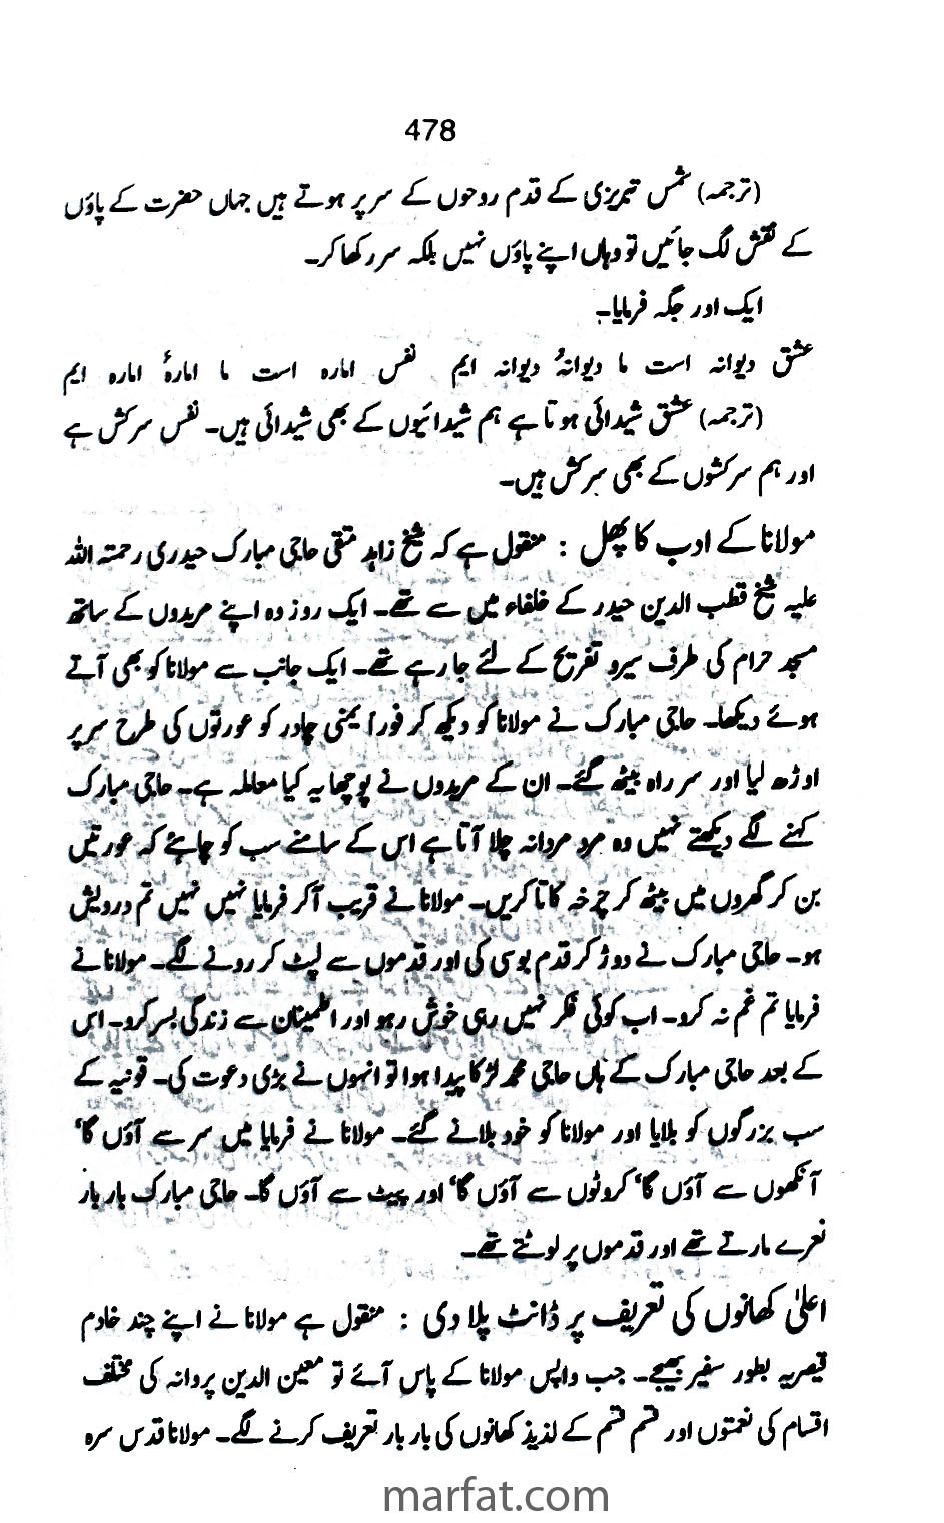 478
(ترجمہ) شمس تبریزی کے قدم روحوں کے سر پر ہوتے ہیں جہاں حضرت کے پاؤں
کے نقش لگ جائیں تو وہاں اپنے پاؤں نہیں بلکہ سر رکھا کر۔
ایک اور جگہ فرمایا۔
عشق دیوانہ است ما دیوانۂ دیوانہ ایم نفس امارہ است ما امارۂ امارہ ایم
(ترجمہ) عشق شیدائی ہوتا ہے ہم شیدائیوں کے بھی شیدائی ہیں۔ نفس سرکش ہے
اور ہم سرکشوں کے بھی سرکش ہیں۔
مولانا کے ادب کا پھل : منقول ہے کہ شیخ زاہد متقی حاجی مبارک حیدری رحمتہ اللہ
علیہ شیخ قطب الدین حیدر کے خلفاء میں سے تھے۔ ایک روز وہ اپنے مریدوں کے ساتھ
مسجد حرام کی طرف سیر و تفریح کے لئے جا رہے تھے۔ ایک جانب سے مولانا کو بھی آتے
ہوئے دیکھا۔ حاجی مبارک نے مولانا کو دیکھ کر فورا یمنی چادر کو عورتوں کی طرح سر پر
اوڑھ لیا اور سر راہ بیٹھ گئے۔ ان کے مریدوں نے پوچھا یہ کیا معاملہ ہے۔ حاجی مبارک
کہنے لگے دیکھتے نہیں وہ مرد مردانہ چلا آتا ہے اس کے سامنے سب کو چاہئے کہ عورتیں
بن کر گھروں میں بیٹھ کر چرخہ کاتا کریں۔ مولانا نے قریب آکر فرمایا نہیں نہیں تم درویش
ہو۔ حاجی مبارک نے دوڑ کر قدم بوسی کی اور قدموں سے لپٹ کر رونے لگے۔ مولانا نے
فرمایا تم غم نہ کرو۔ اب کوئی فکر نہیں رہی خوش رہو اور اطمینان سے زندگی بسر کرو۔ اس
کے بعد حاجی مبارک کے ہاں حاجی محمد لڑکا پیدا ہوا تو انہوں نے بڑی دعوت کی۔ قونیہ کے
سب بزرگوں کو بلایا اور مولانا کو خود بلانے گئے۔ مولانا نے فرمایا میں سر سے آؤں گا‘
آنکھوں سے آؤں گا‘ کروٹوں سے آؤں گا‘ اور پیٹ سے آؤں گا۔ حاجی مبارک بار بار
نعرے مارتے تھے اور قدموں پر لوٹتے تھے۔
اعلیٰ کھانوں کی تعریف پر ڈانٹ پلا دی : منقول ہے مولانا نے اپنے چند خادم
قیصریہ بطور سفیر بھیجے۔ جب واپس مولانا کے پاس آئے تو معین الدین پروانہ کی مختلف
اقسام کی نعمتوں اور قسم قسم کے لذیذ کھانوں کی بار بار تعریف کرنے لگے۔ مولانا قدس سرہ
marfat.com